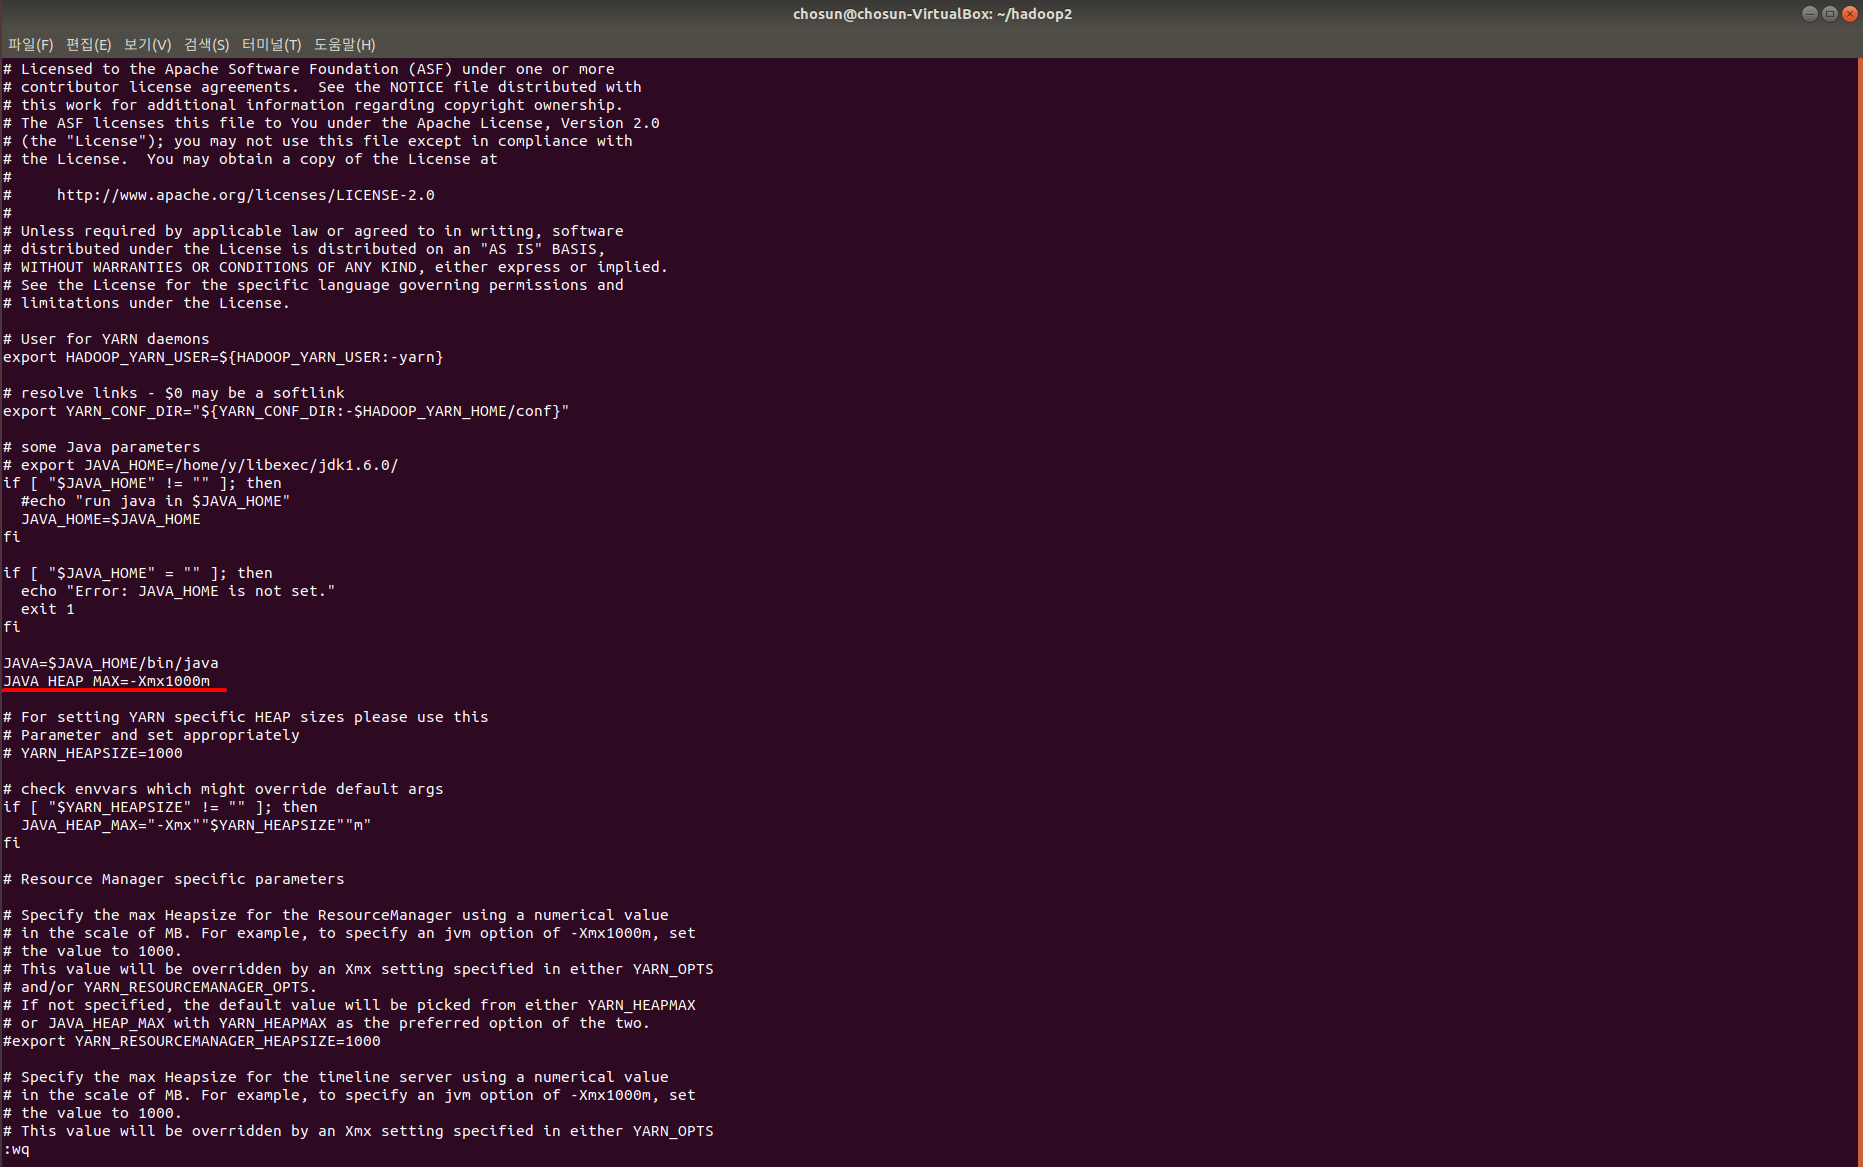 chosun@chosun-VirtualBox: ~/hadoop2
파일(F) 편집(E) 보기(V) 검색(S) 터미널(T) 도움말(H)
# Licensed to the Apache Software Foundation (ASF) under one or more
# contributor license agreements.  See the NOTICE file distributed with
# this work for additional information regarding copyright ownership.
# The ASF licenses this file to You under the Apache License, Version 2.0
# (the "License"); you may not use this file except in compliance with
# the License.  You may obtain a copy of the License at
#
#     http://www.apache.org/licenses/LICENSE-2.0
#
# Unless required by applicable law or agreed to in writing, software
# distributed under the License is distributed on an "AS IS" BASIS,
# WITHOUT WARRANTIES OR CONDITIONS OF ANY KIND, either express or implied.
# See the License for the specific language governing permissions and
# limitations under the License.

# User for YARN daemons
export HADOOP_YARN_USER=${HADOOP_YARN_USER:-yarn}

# resolve links - $0 may be a softlink
export YARN_CONF_DIR="${YARN_CONF_DIR:-$HADOOP_YARN_HOME/conf}"

# some Java parameters
# export JAVA_HOME=/home/y/libexec/jdk1.6.0/
if [ "$JAVA_HOME" != "" ]; then
  #echo "run java in $JAVA_HOME"
  JAVA_HOME=$JAVA_HOME
fi

if [ "$JAVA_HOME" = "" ]; then
  echo "Error: JAVA_HOME is not set."
  exit 1
fi

JAVA=$JAVA_HOME/bin/java
JAVA_HEAP_MAX=-Xmx1000m

# For setting YARN specific HEAP sizes please use this
# Parameter and set appropriately
# YARN_HEAPSIZE=1000

# check envvars which might override default args
if [ "$YARN_HEAPSIZE" != "" ]; then
  JAVA_HEAP_MAX="-Xmx""$YARN_HEAPSIZE""m"
fi

# Resource Manager specific parameters

# Specify the max Heapsize for the ResourceManager using a numerical value
# in the scale of MB. For example, to specify an jvm option of -Xmx1000m, set
# the value to 1000.
# This value will be overridden by an Xmx setting specified in either YARN_OPTS
# and/or YARN_RESOURCEMANAGER_OPTS.
# If not specified, the default value will be picked from either YARN_HEAPMAX
# or JAVA_HEAP_MAX with YARN_HEAPMAX as the preferred option of the two.
#export YARN_RESOURCEMANAGER_HEAPSIZE=1000

# Specify the max Heapsize for the timeline server using a numerical value
# in the scale of MB. For example, to specify an jvm option of -Xmx1000m, set
# the value to 1000.
# This value will be overridden by an Xmx setting specified in either YARN_OPTS
:wq